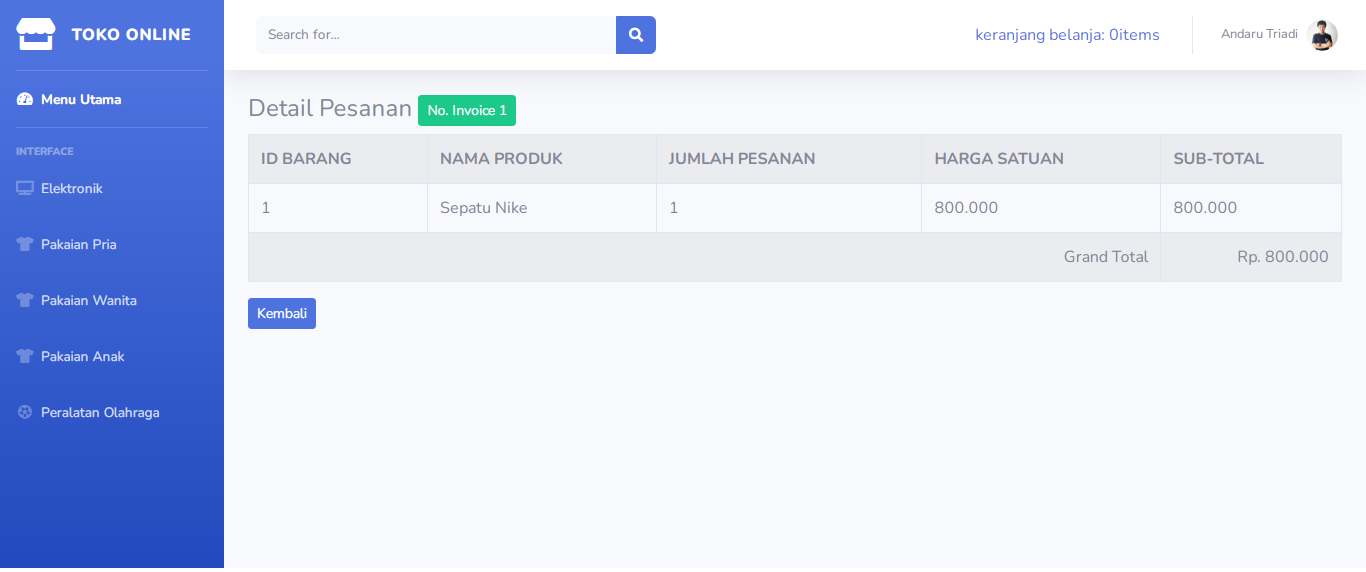 TOKO ONLINE
Search for...
keranjang belanja: 0items
Andaru Triadi
Menu Utama
INTERFACE
Elektronik
Pakaian Pria
Pakaian Wanita
Pakaian Anak
Peralatan Olahraga
Detail Pesanan No. Invoice 1
ID BARANG NAMA PRODUK JUMLAH PESANAN HARGA SATUAN SUB-TOTAL
1 Sepatu Nike 1 800.000 800.000
Grand Total Rp. 800.000
Kembali